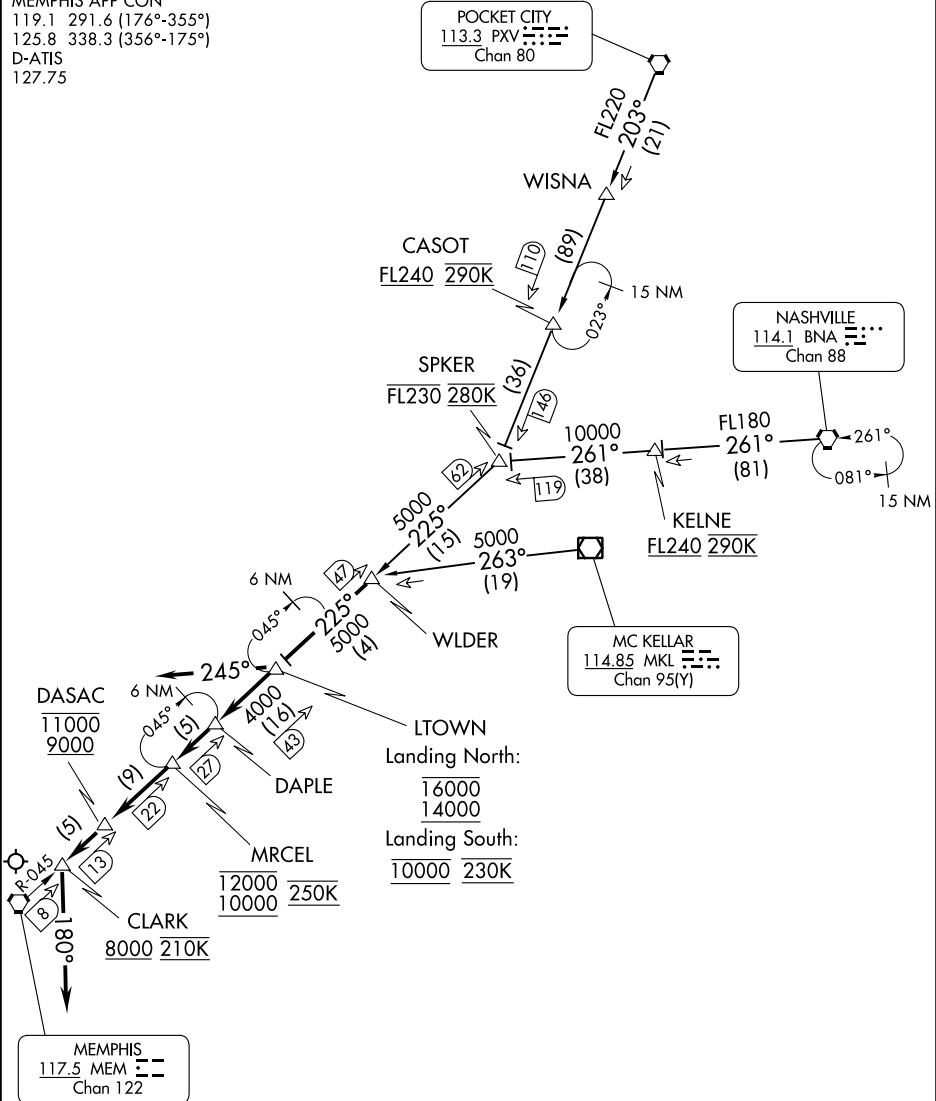 MEMPHIS APP CON
119.1 291.6 (176°-355°)
125.8 338.3 (356°-175°)
D-ATIS
127.75
POCKET CITY
113.3 PXV
Chan 80
FL220
203°
(21)
WISNA
(89)
CASOT
FL240 290K
110
15 NM
023°
NASHVILLE
114.1 BNA
Chan 88
SPKER
FL230 280K
(36)
146
10000
261°
(38)
FL180
261°
(81)
261°
081°
15 NM
62
119
KELNE
FL240 290K
5000
225°
(15)
5000
263°
(19)
47
6 NM
045°
225°
5000
(4)
WLDER
MC KELLAR
114.85 MKL
Chan 95(Y)
245°
DASAC
11000
9000
6 NM
045°
(5)
4000
(16)
43
LTOWN
Landing North:
16000
14000
Landing South:
10000 230K
27
DAPLE
(9)
22
MRCEL
12000
10000
250K
(5)
13
R-045
8
CLARK
8000 210K
180°
MEMPHIS
117.5 MEM
Chan 122